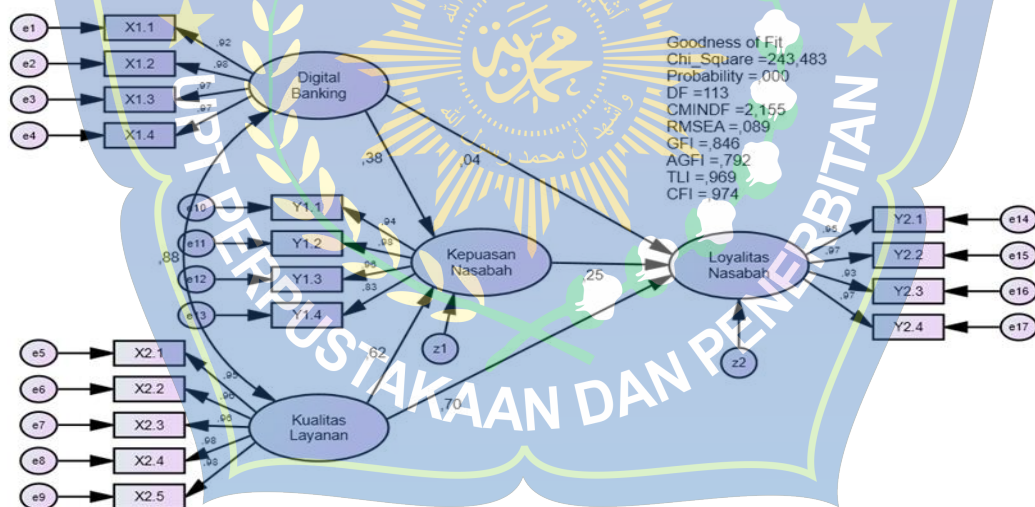 e1
X1.1
,92
e2
X1.2
,98
e3
X1.3
,97
e4
X1.4
,97
Digital
Banking
Goodness of Fit
Chi_Square =243,483
Probability =,000
DF =113
CMINDF =2,155
RMSEA =,089
GFI =,846
AGFI =,792
TLI =,969
CFI =,974
,38
,04
e10
Y1.1
,94
e11
Y1.2
,98
e12
Y1.3
,96
e13
Y1.4
,83
Kepuasan
Nasabah
Loyalitas
Nasabah
,25
,88
Y2.1
,95
e14
Y2.2
,97
e15
Y2.3
,93
e16
Y2.4
,97
e17
z1
z2
,62
,70
e5
X2.1
,95
e6
X2.2
,96
e7
X2.3
,96
e8
X2.4
,98
e9
X2.5
,98
Kualitas
Layanan
UPT PERPUSTAKAAN DAN PENERBITAN